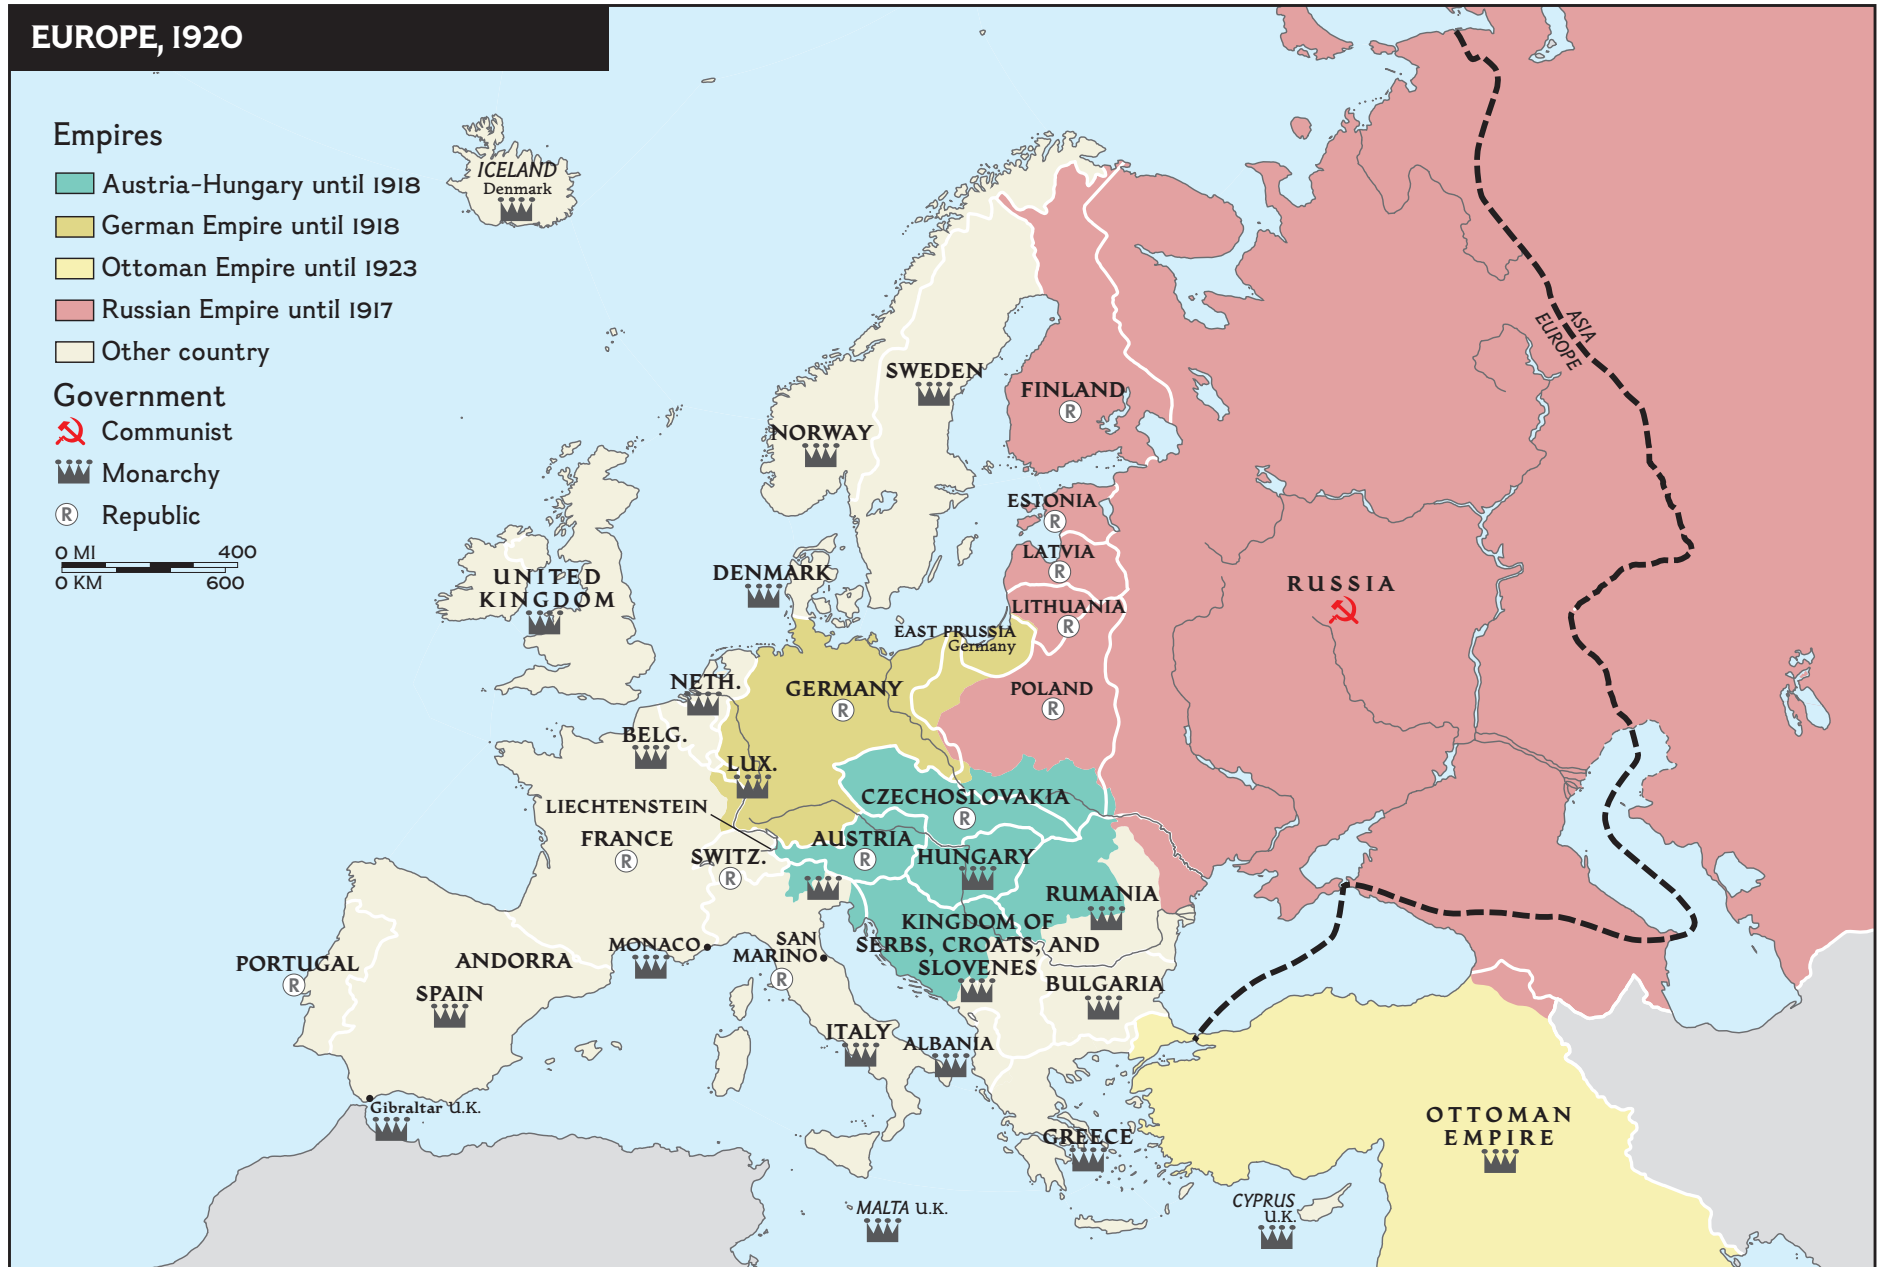 EUROPE, 1920
Empires
Austria-Hungary until 1918
German Empire until 1918
Ottoman Empire until 1923
Russian Empire until 1917
Other country
Government
Communist
Monarchy
R Republic
0 MI 400
0 KM 600
ICELAND
Denmark
SWEDEN
NORWAY
FINLAND
R
ASIA
EUROPE
ESTONIA
R
LATVIA
R
LITHUANIA
R
RUSSIA
UNITED
KINGDOM
DENMARK
EAST PRUSSIA
Germany
NETH.
GERMANY
R
POLAND
R
BELG.
LUX.
LIECHTENSTEIN
CZECHOSLOVAKIA
R
FRANCE
R
SWITZ.
R
AUSTRIA
R
HUNGARY
RUMANIA
KINGDOM OF
SERBS, CROATS, AND
SLOVENES
MONACO
SAN
MARINO
R
PORTUGAL
R
ANDORRA
SPAIN
BULGARIA
ITALY
ALBANIA
Gibraltar U.K.
GREECE
OTTOMAN
EMPIRE
MALTA U.K.
CYPRUS
U.K.